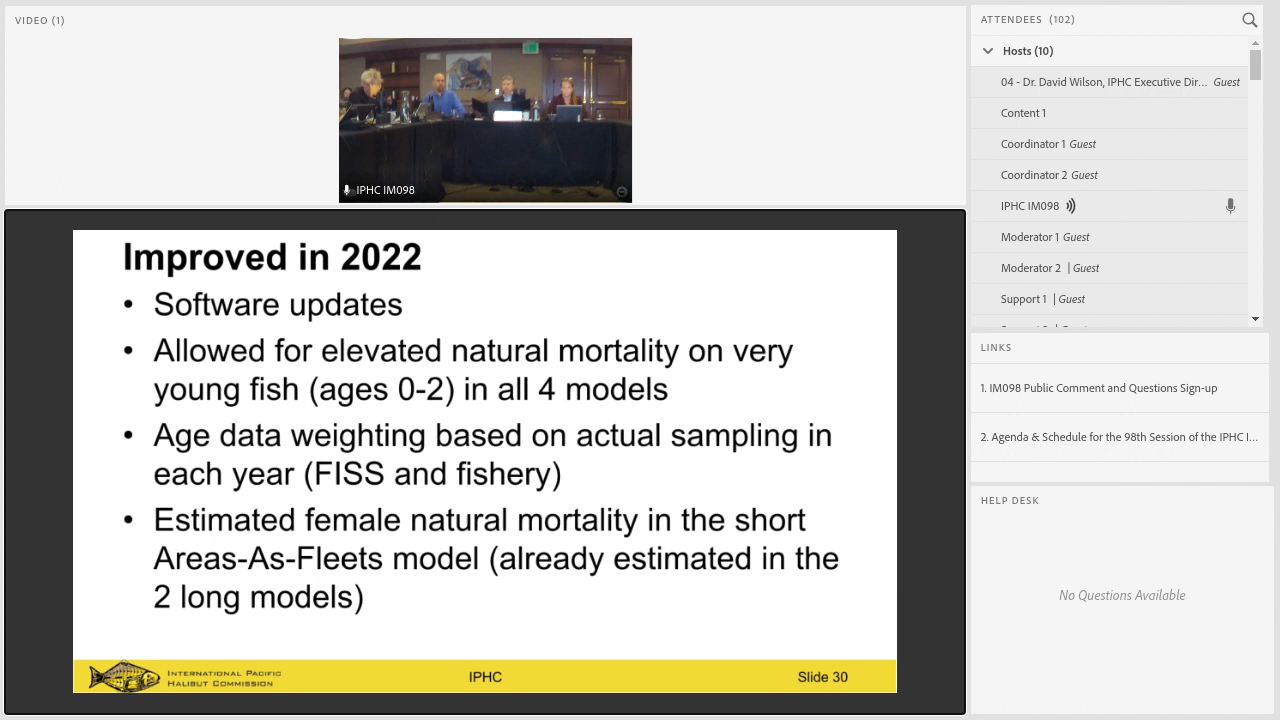 VIDEO (1)
IPHC IM098
Improved in 2022
• Software updates
• Allowed for elevated natural mortality on very
young fish (ages 0-2) in all 4 models
• Age data weighting based on actual sampling in
each year (FISS and fishery)
• Estimated female natural mortality in the short
Areas-As-Fleets model (already estimated in the
2 long models)
INTERNATIONAL PACIFIC
HALIBUT COMMISSION
IPHC
Slide 30
ATTENDEES (102)
Hosts (10)
04 - Dr. David Wilson, IPHC Executive Dir... Guest
Content 1
Coordinator 1 Guest
Coordinator 2 Guest
IPHC IM098
Moderator 1 Guest
Moderator 2 | Guest
Support 1 | Guest
LINKS
1. IM098 Public Comment and Questions Sign-up
2. Agenda & Schedule for the 98th Session of the IPHC I...
HELP DESK
No Questions Available